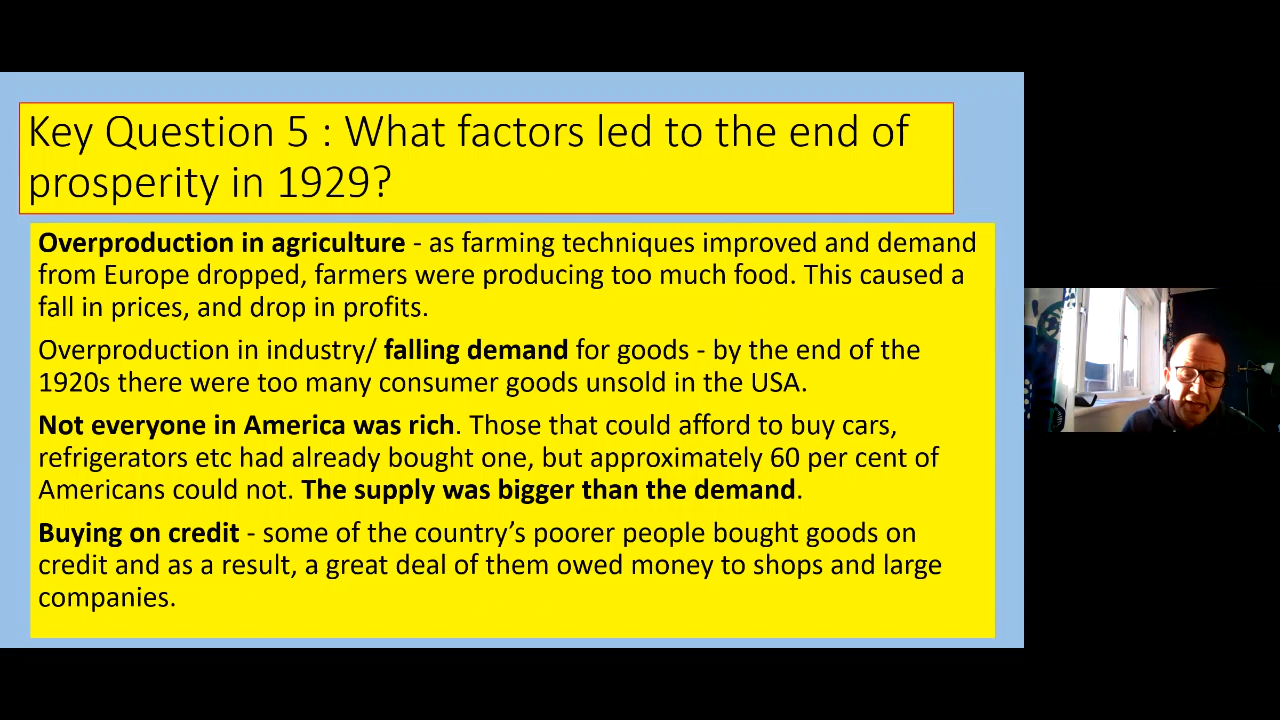 Key Question 5 : What factors led to the end of
prosperity in 1929?
Overproduction in agriculture - as farming techniques improved and demand
from Europe dropped, farmers were producing too much food. This caused a
fall in prices, and drop in profits.
Overproduction in industry/ falling demand for goods - by the end of the
1920s there were too many consumer goods unsold in the USA.
Not everyone in America was rich. Those that could afford to buy cars,
refrigerators etc had already bought one, but approximately 60 per cent of
Americans could not. The supply was bigger than the demand.
Buying on credit - some of the country’s poorer people bought goods on
credit and as a result, a great deal of them owed money to shops and large
companies.